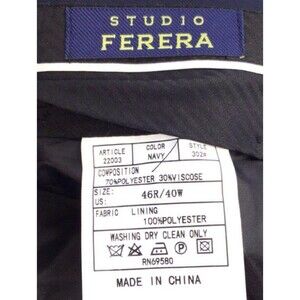 STUDIO
FERERA
ARTICLE COLOR STYLE
22003 NAVY 302#
COMPOSITION
70%POLYESTER 30%VISCOSE
SIZE:
US: 46R/40W
FABRIC LINING
100%POLYESTER
WASHING DRY CLEAN ONLY
RN69580
MADE IN CHINA